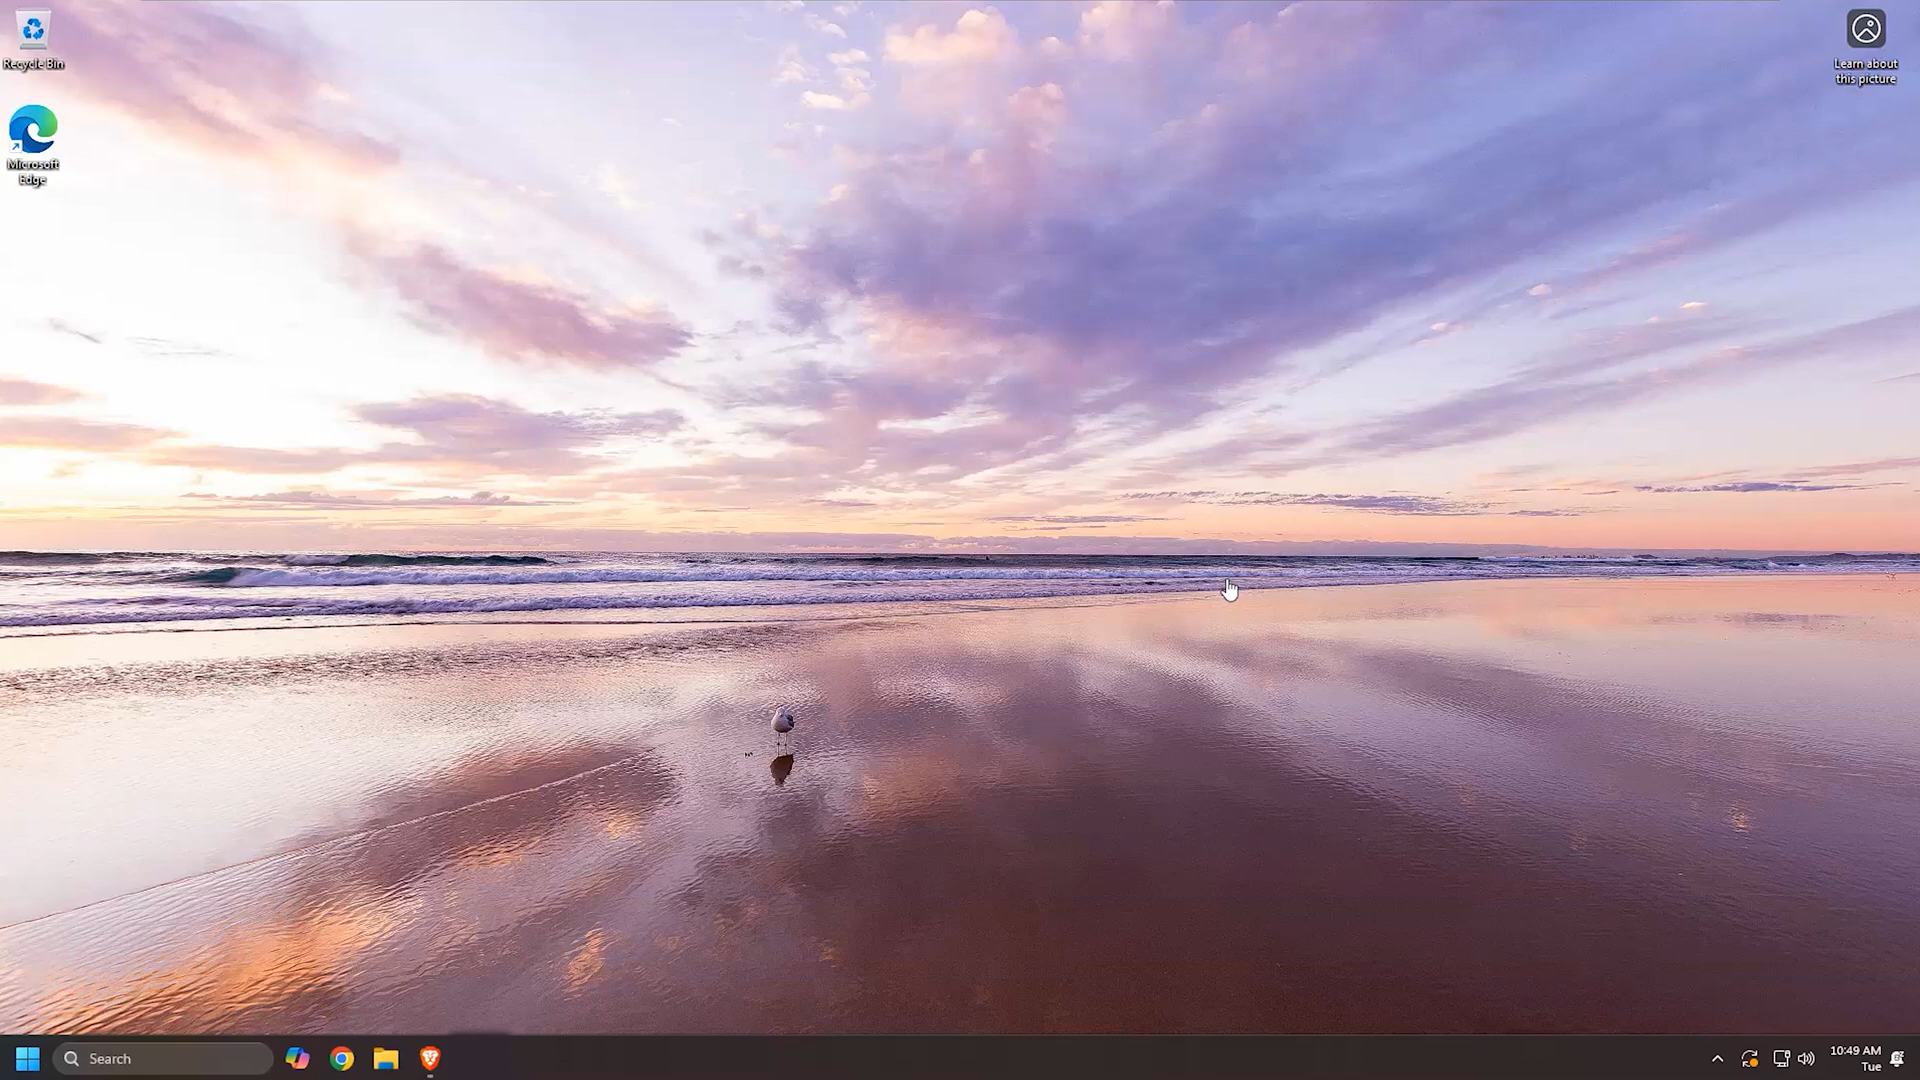 Recycle Bin
Learn about
this picture
Microsoft
Edge
Search
10:49 AM
Tue